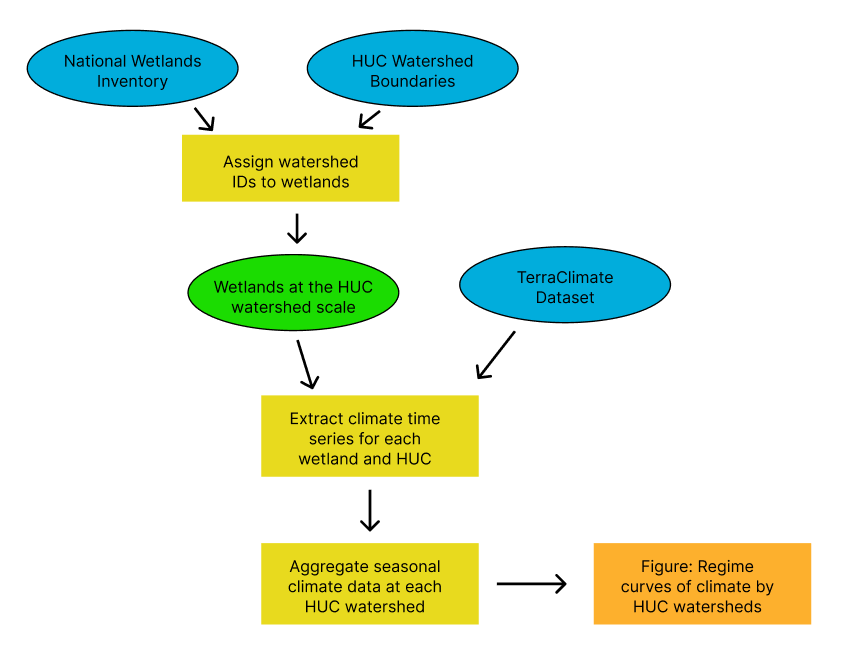 National Wetlands
Inventory
HUC Watershed
Boundaries
Assign watershed
IDs to wetlands
Wetlands at the HUC
watershed scale
TerraClimate
Dataset
Extract climate time
series for each
wetland and HUC
Aggregate seasonal
climate data at each
HUC watershed
Figure: Regime
curves of climate by
HUC watersheds